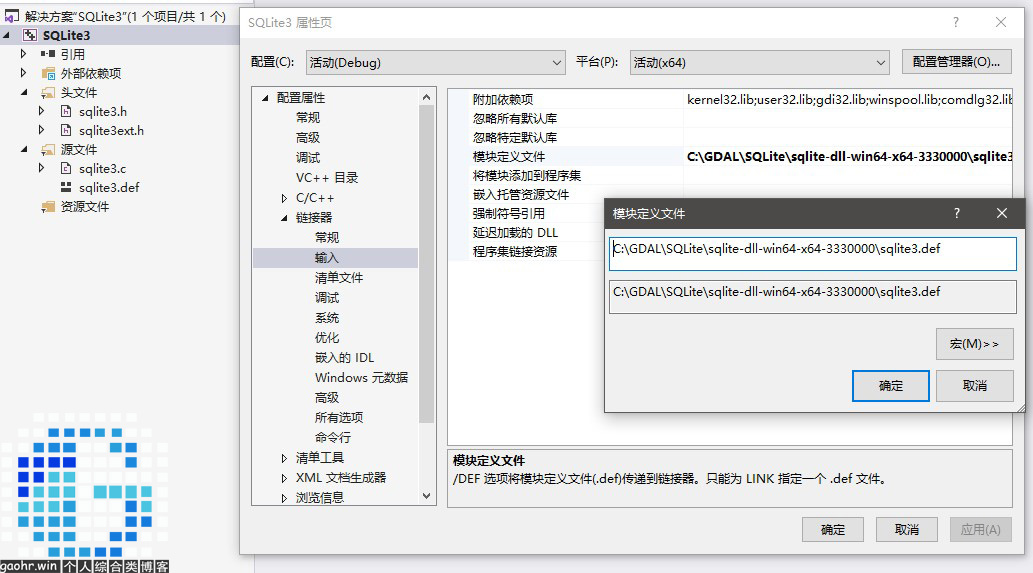 解决方案"SQLite3"(1 个项目/共 1 个)
SQLite3
引用
外部依赖项
头文件
sqlite3.h
sqlite3ext.h
源文件
sqlite3.c
sqlite3.def
资源文件
SQLite3 属性页
配置(C):
活动(Debug)
平台(P):
活动(x64)
配置管理器(O)...
配置属性
常规
高级
调试
VC++ 目录
C/C++
链接器
常规
输入
清单文件
调试
系统
优化
嵌入的 IDL
Windows 元数据
高级
所有选项
命令行
清单工具
XML 文档生成器
浏览信息
附加依赖项 kernel32.lib;user32.lib;gdi32.lib;winspool.lib;comdlg32.lib
忽略所有默认库
忽略特定默认库
模块定义文件 C:\GDAL\SQLite\sqlite-dll-win64-x64-3330000\sqlite3
将模块添加到程序集
嵌入托管资源文件
强制符号引用
延迟加载的 DLL
程序集链接资源
模块定义文件
C:\GDAL\SQLite\sqlite-dll-win64-x64-3330000\sqlite3.def
C:\GDAL\SQLite\sqlite-dll-win64-x64-3330000\sqlite3.def
宏(M)>>
确定
取消
模块定义文件
/DEF 选项将模块定义文件(.def)传递到链接器。只能为 LINK 指定一个 .def 文件。
确定
取消
应用(A)
gaohr.win|个人综合类博客